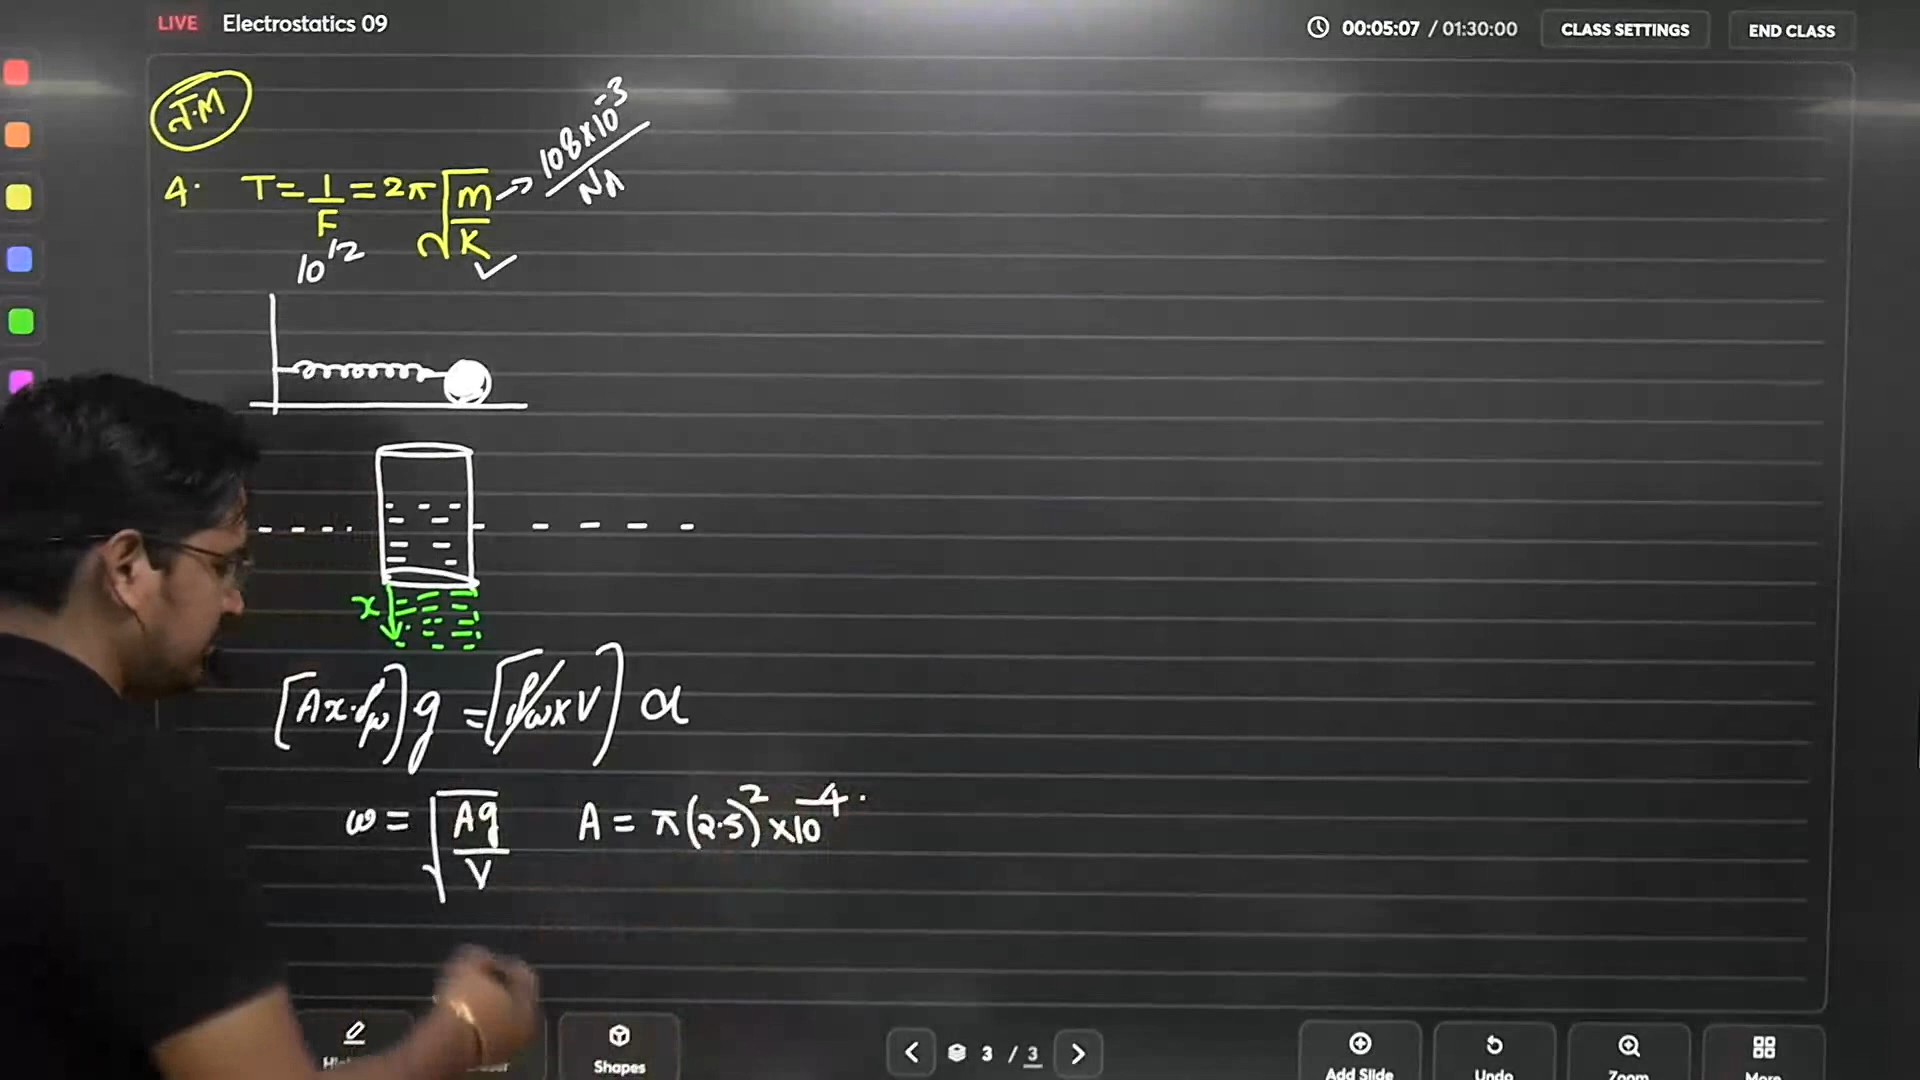 LIVE Electrostatics 09
00:05:07 / 01:30:00 CLASS SETTINGS END CLASS
J.M
4. T = 1/F = 2π √(m/K) → 108×10⁻³/NA
10¹²
x
[Ax·ρw]g = [ρw×V] a
ω = √(Ag/V) A = π(2.5)² ×10⁻⁴
Shapes
3 / 3
Add Slide
Undo
Zoom
More